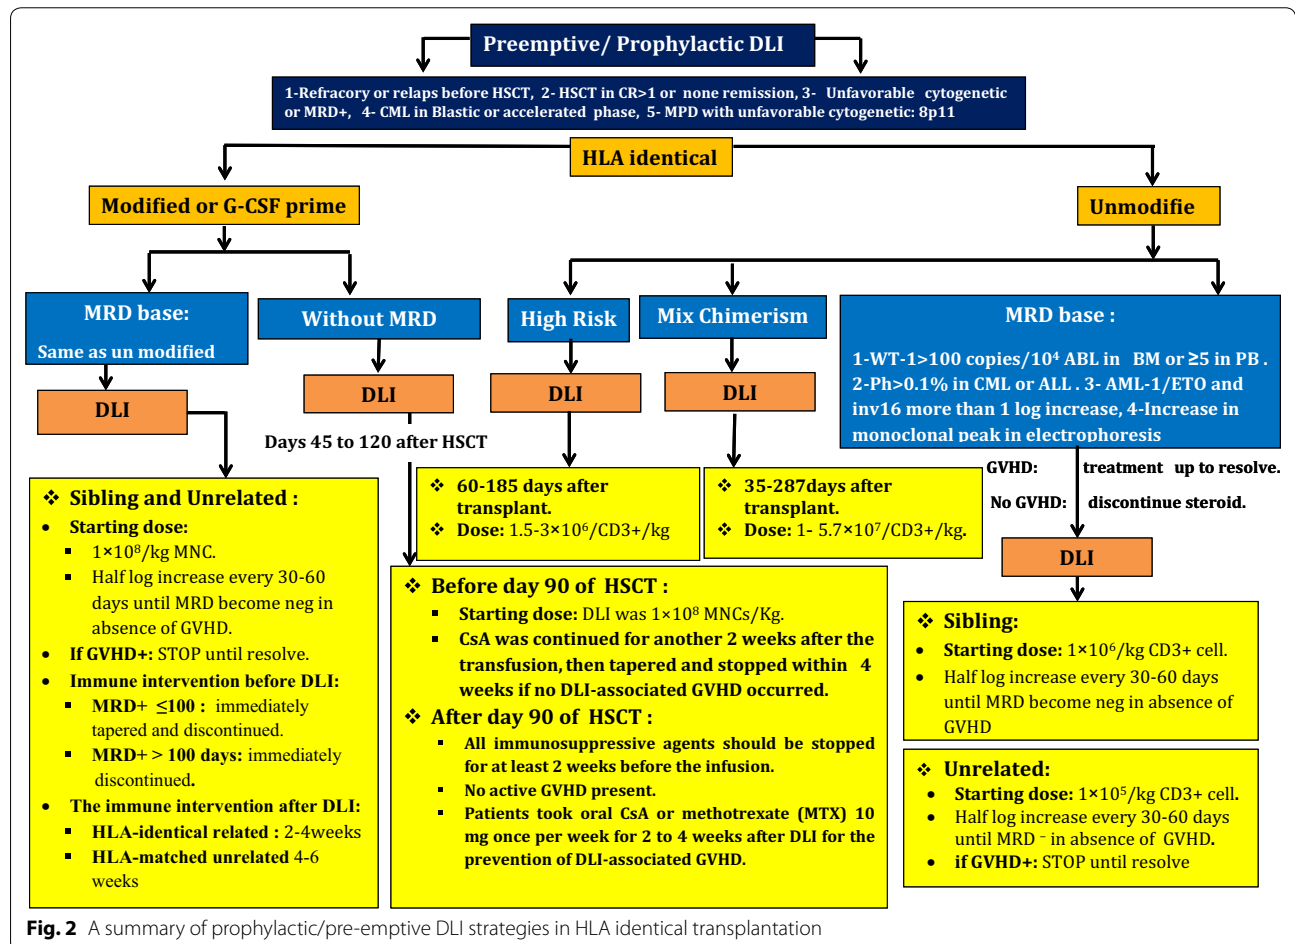 Preemptive/ Prophylactic DLI
1-Refracory or relaps before HSCT, 2- HSCT in CR>1 or none remission, 3- Unfavorable cytogenetic
or MRD+, 4- CML in Blastic or accelerated phase, 5- MPD with unfavorable cytogenetic: 8p11
HLA identical
Modified or G-CSF prime
Unmodifie
MRD base:
Same as un modified
Without MRD
High Risk
Mix Chimerism
MRD base :
1-WT-1>100 copies/10⁴ ABL in BM or ≥5 in PB .
2-Ph>0.1% in CML or ALL . 3- AML-1/ETO and
inv16 more than 1 log increase, 4-Increase in
monoclonal peak in electrophoresis
DLI
DLI
DLI
DLI
Days 45 to 120 after HSCT
GVHD: treatment up to resolve.
No GVHD: discontinue steroid.
DLI
❖ Sibling and Unrelated :
• Starting dose:
▪ 1×10⁸/kg MNC.
▪ Half log increase every 30-60
days until MRD become neg in
absence of GVHD.
• If GVHD+: STOP until resolve.
• Immune intervention before DLI:
▪ MRD+ ≤100 : immediately
tapered and discontinued.
▪ MRD+ > 100 days: immediately
discontinued.
• The immune intervention after DLI:
▪ HLA-identical related : 2-4weeks
▪ HLA-matched unrelated 4-6
weeks
❖ 60-185 days after
transplant.
❖ Dose: 1.5-3×10⁶/CD3+/kg
❖ 35-287days after
transplant.
❖ Dose: 1- 5.7×10⁷/CD3+/kg.
❖ Before day 90 of HSCT :
▪ Starting dose: DLI was 1×10⁸ MNCs/Kg.
▪ CsA was continued for another 2 weeks after the
transfusion, then tapered and stopped within 4
weeks if no DLI-associated GVHD occurred.
❖ After day 90 of HSCT :
▪ All immunosuppressive agents should be stopped
for at least 2 weeks before the infusion.
▪ No active GVHD present.
▪ Patients took oral CsA or methotrexate (MTX) 10
mg once per week for 2 to 4 weeks after DLI for the
prevention of DLI-associated GVHD.
❖ Sibling:
• Starting dose: 1×10⁶/kg CD3+ cell.
• Half log increase every 30-60 days
until MRD become neg in absence of
GVHD
❖ Unrelated:
• Starting dose: 1×10⁵/kg CD3+ cell.
• Half log increase every 30-60 days
until MRD ⁻ in absence of GVHD.
• if GVHD+: STOP until resolve
Fig. 2 A summary of prophylactic/pre-emptive DLI strategies in HLA identical transplantation